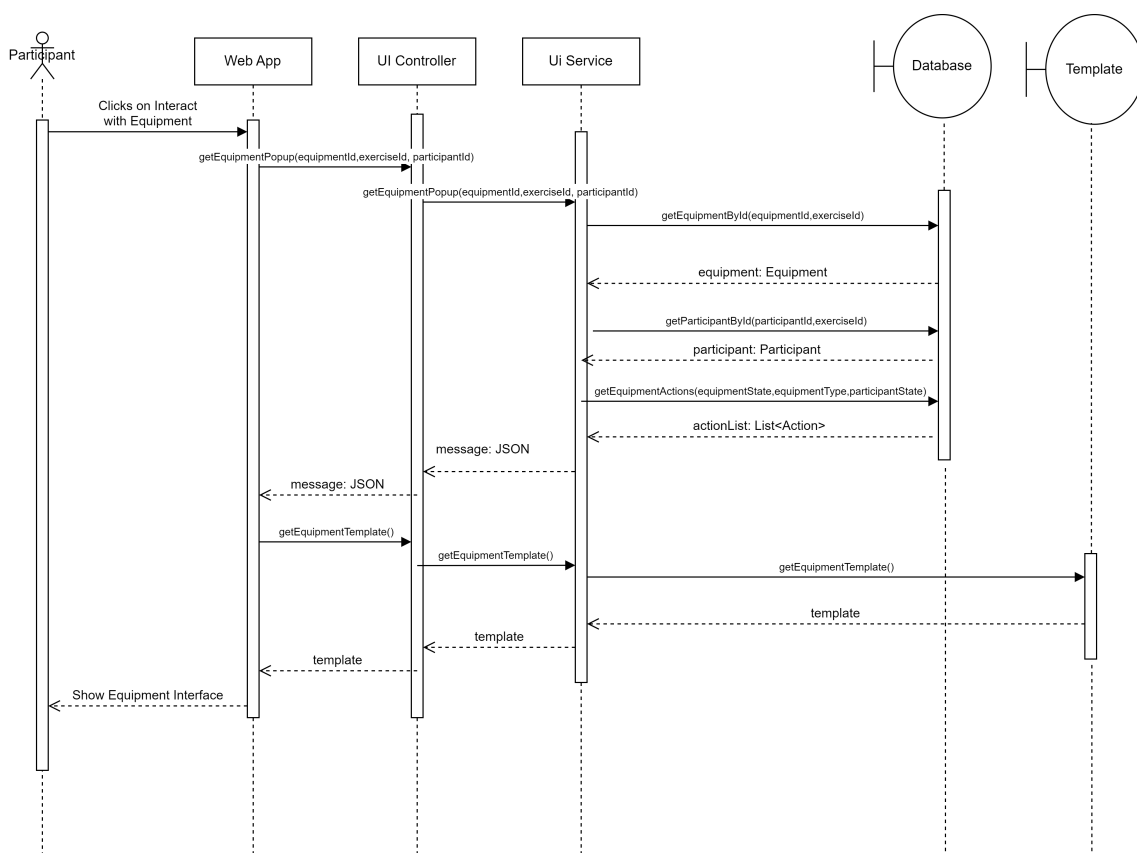 Participant
Web App
UI Controller
Ui Service
Database
Template
Clicks on Interact
with Equipment
getEquipmentPopup(equipmentId,exerciseId, participantId)
getEquipmentPopup(equipmentId,exerciseId, participantId)
getEquipmentById(equipmentId,exerciseId)
equipment: Equipment
getParticipantById(participantId,exerciseId)
participant: Participant
getEquipmentActions(equipmentState,equipmentType,participantState)
actionList: List<Action>
message: JSON
message: JSON
getEquipmentTemplate()
getEquipmentTemplate()
getEquipmentTemplate()
template
template
template
Show Equipment Interface